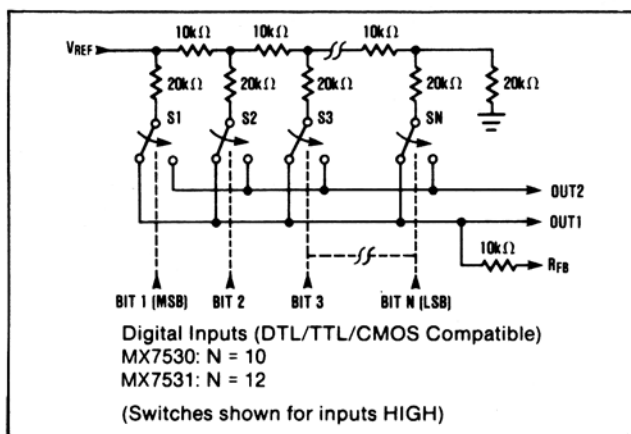 10kΩ 10kΩ 10kΩ
VREF
20kΩ 20kΩ 20kΩ 20kΩ 20kΩ
S1 S2 S3 SN
OUT2
OUT1
10kΩ
RFB
BIT 1 (MSB) BIT 2 BIT 3 BIT N (LSB)
Digital Inputs (DTL/TTL/CMOS Compatible)
MX7530: N = 10
MX7531: N = 12
(Switches shown for inputs HIGH)